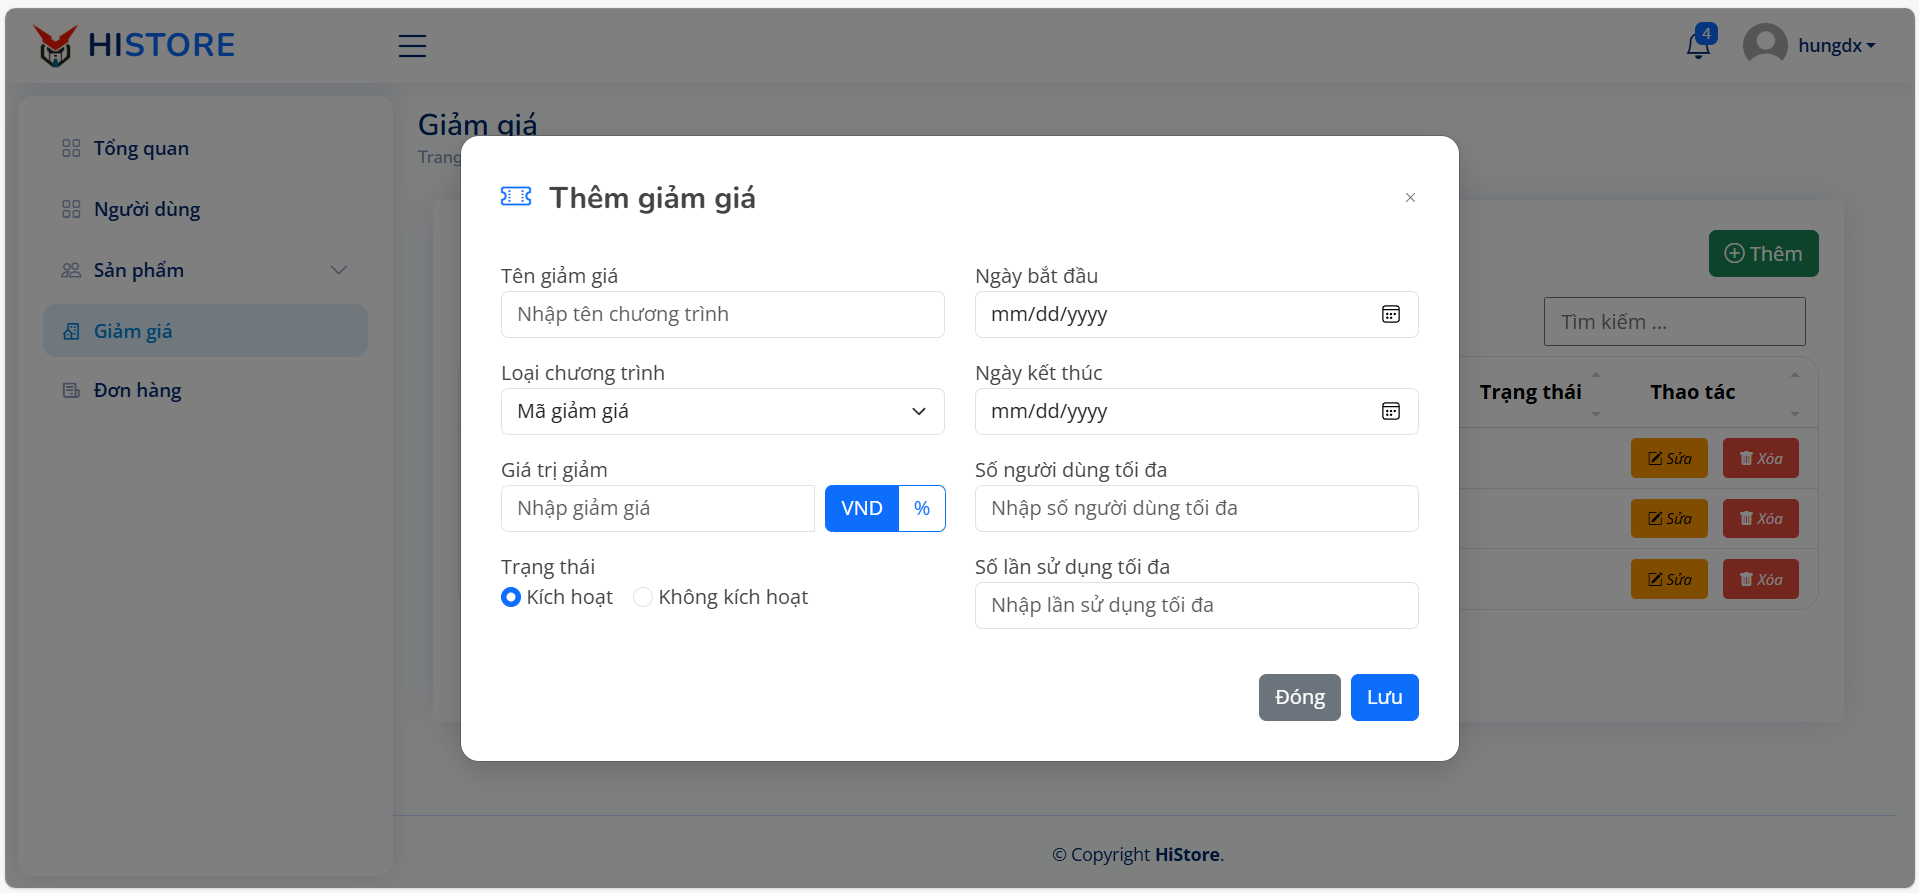 HISTORE
4
hungdx
Tổng quan
Người dùng
Sản phẩm
Giảm giá
Đơn hàng
Giảm giá
Trang
Thêm
Tìm kiếm ...
Trạng thái
Thao tác
Sửa
Xóa
Sửa
Xóa
Sửa
Xóa
Thêm giảm giá
×
Tên giảm giá
Nhập tên chương trình
Ngày bắt đầu
mm/dd/yyyy
Loại chương trình
Mã giảm giá
Ngày kết thúc
mm/dd/yyyy
Giá trị giảm
Nhập giảm giá
VND
%
Số người dùng tối đa
Nhập số người dùng tối đa
Trạng thái
Kích hoạt
Không kích hoạt
Số lần sử dụng tối đa
Nhập lần sử dụng tối đa
Đóng
Lưu
© Copyright HiStore.